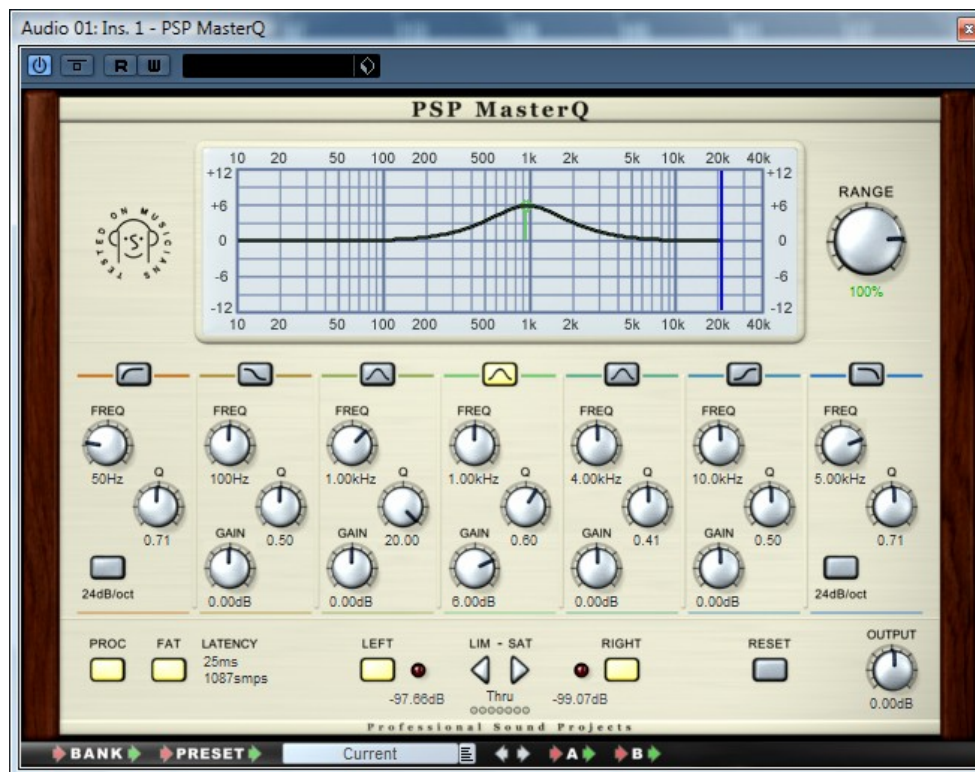 Audio 01: Ins. 1 - PSP MasterQ
R W
PSP MasterQ
10 20 50 100 200 500 1k 2k 5k 10k 20k 40k
+12 +12
+6 +6
0 0
-6 -6
-12 -12
10 20 50 100 200 500 1k 2k 5k 10k 20k 40k
TESTED ON MUSICIANS
RANGE
100%
FREQ FREQ FREQ FREQ FREQ FREQ FREQ
50Hz 100Hz 1.00kHz 1.00kHz 4.00kHz 10.0kHz 5.00kHz
Q Q Q Q Q Q Q
0.71 0.50 20.00 0.60 0.41 0.50 0.71
GAIN GAIN GAIN GAIN GAIN
24dB/oct 0.00dB 0.00dB 6.00dB 0.00dB 0.00dB 24dB/oct
PROC FAT LATENCY LEFT LIM - SAT RIGHT RESET OUTPUT
25ms
1087smps
-97.66dB Thru -99.07dB 0.00dB
Professional Sound Projects
BANK PRESET Current A B